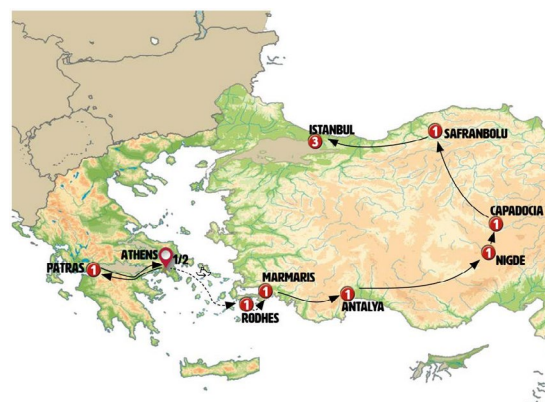 ISTANBUL
3
1
SAFRANBOLU
CAPADOCIA
1
1
NIGDE
ATHENS
1/2
PATRAS
1
MARMARIS
1
1
RODHES
1
ANTALYA